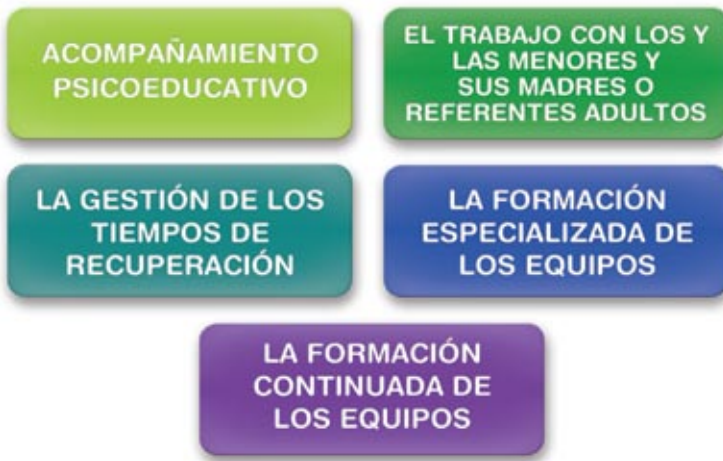 ACOMPAÑAMIENTO
PSICOEDUCATIVO
EL TRABAJO CON LOS Y
LAS MENORES Y
SUS MADRES O
REFERENTES ADULTOS
LA GESTIÓN DE LOS
TIEMPOS DE
RECUPERACIÓN
LA FORMACIÓN
ESPECIALIZADA DE
LOS EQUIPOS
LA FORMACIÓN
CONTINUADA DE
LOS EQUIPOS